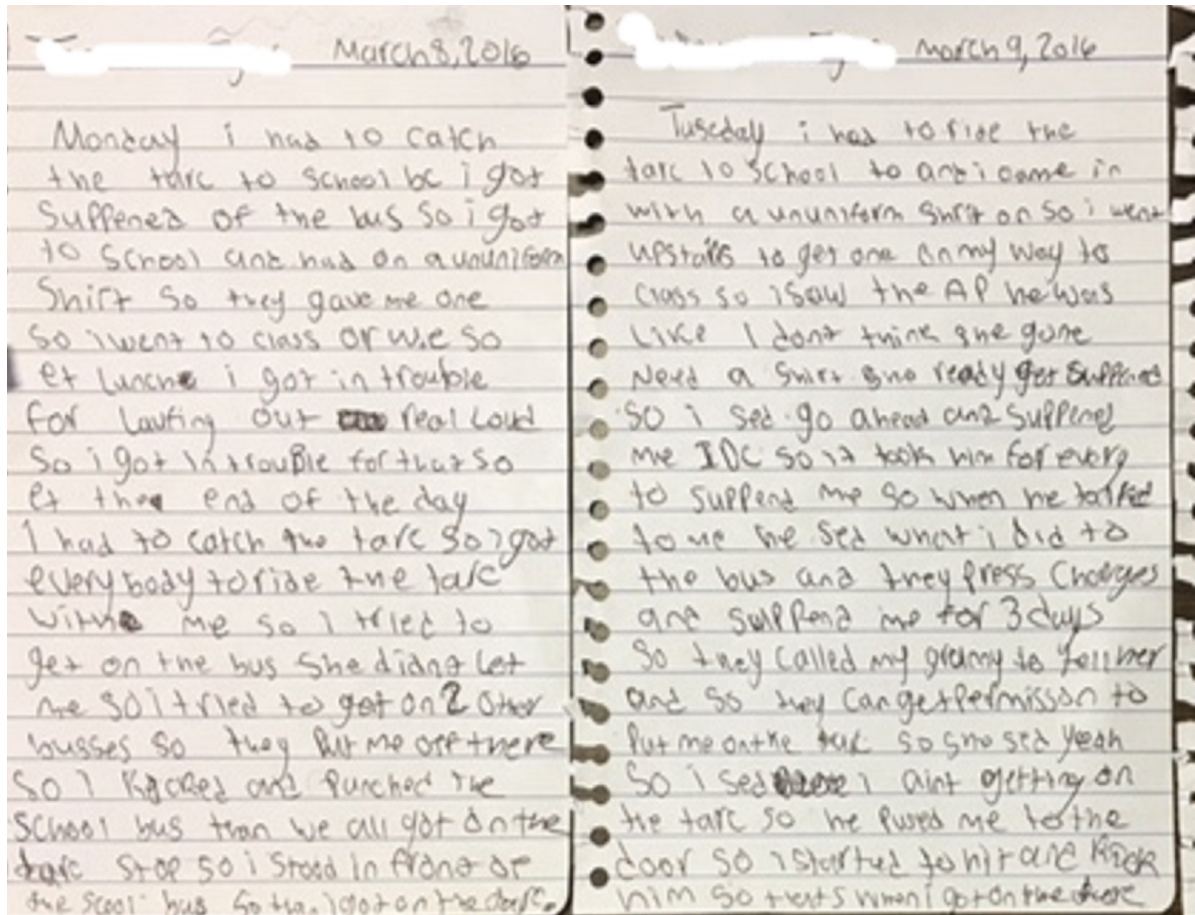 March 8, 2016
Monday i had to catch
the tarc to school bc i got
Suppened of the bus so i got
to school and had on a ununiform
Shirt so they gave me one
so i went to class or w.e so
et lunch i got in trouble
for lauting out real loud
So i got in trouble for that so
et the end of the day
I had to catch the tarc so i got
everybody to ride the tarc
with me so I tried to
get on the bus She didnt let
me so i tried to got on 2 other
busses so they put me off there
So I kicked and punched the
School bus than we all got on the
tarc stop so i stood in front of
the scool bus so i got on the tarc.
March 9, 2016
Tuseday i had to ride the
tarc to school to and i came in
with a ununiform shrit on so i went
upstairs to get one on my way to
class so i saw the AP he was
Like I dont think she gone
Need a shirt she ready get Suppened
so i sed go ahead and suppened
me IDC so it took him for every
to suppend me so when he talked
to me he sed what i did to
the bus and they press Charges
and suppend me for 3 days
So they called my granny to tell her
and so they can get permisson to
Put me on the tarc so she sed yeah
So i sed i aint getting on
the tarc so he pused me to the
door so i started to hit and kick
him so thats when i got on the there